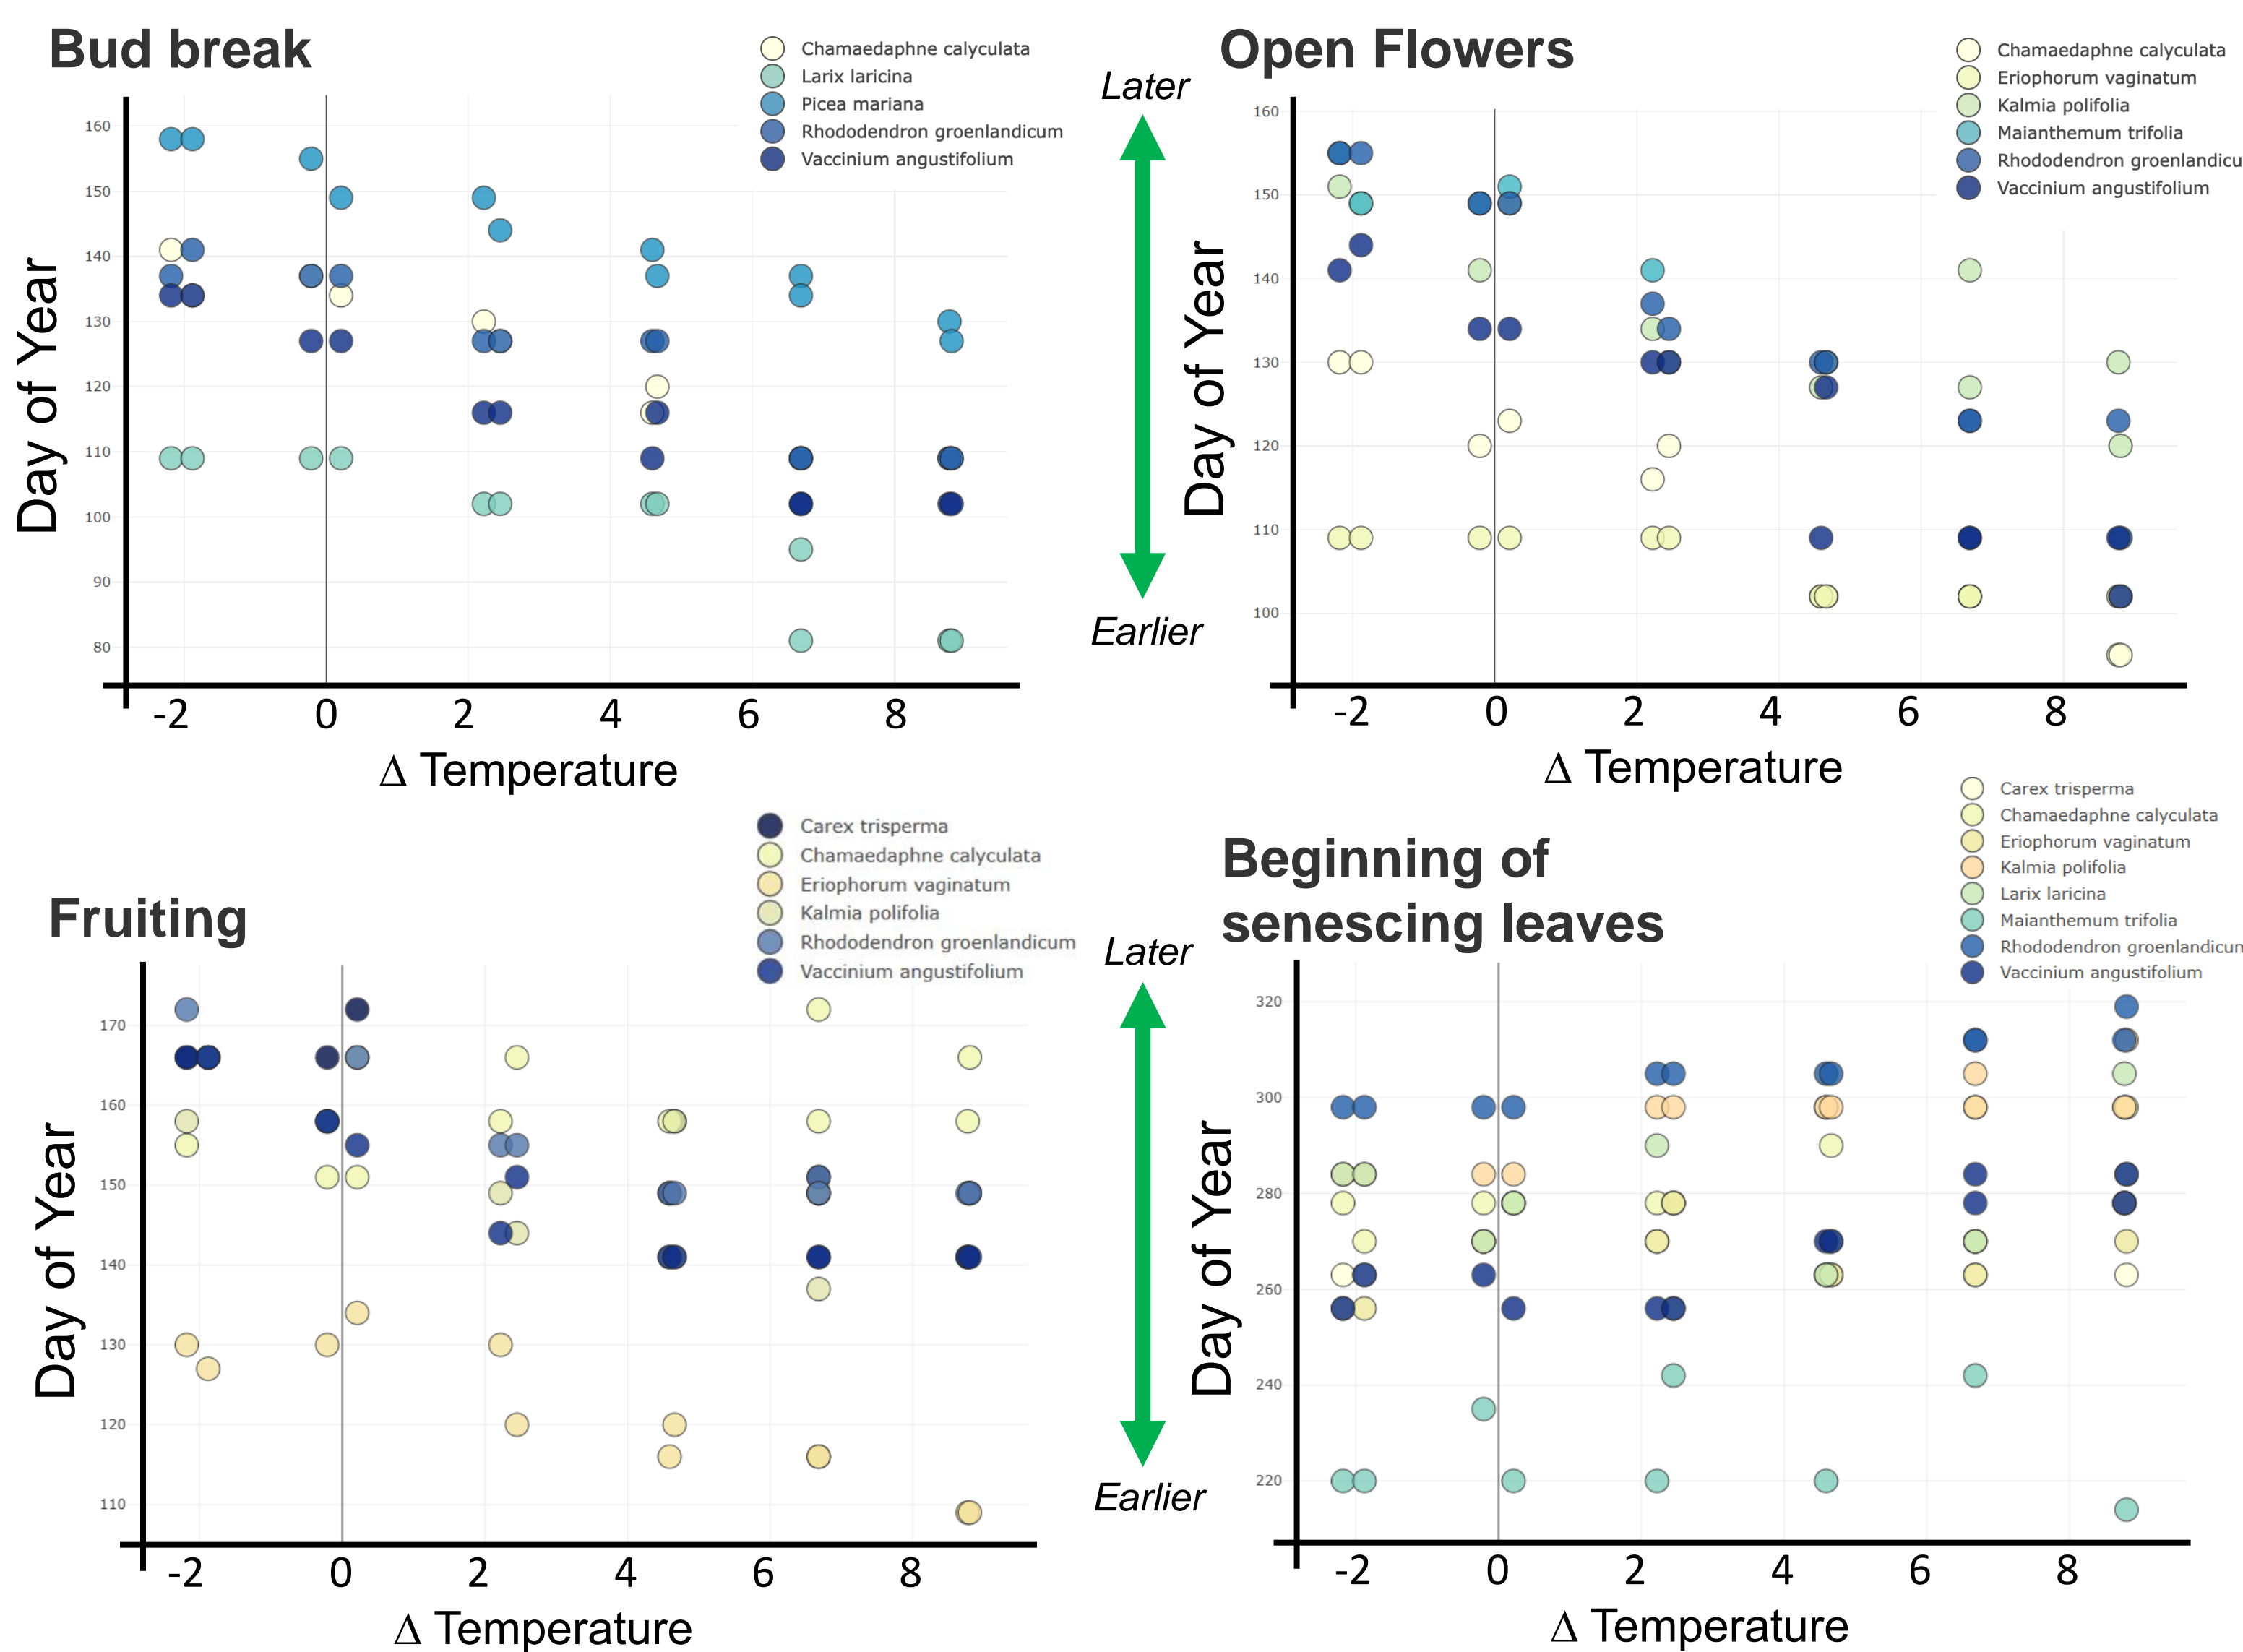 Bud break
Chamaedaphne calyculata
Larix laricina
Picea mariana
Rhododendron groenlandicum
Vaccinium angustifolium
160
150
140
130
120
110
100
90
80
Day of Year
-2 0 2 4 6 8
Δ Temperature
Later
Earlier
Open Flowers
Chamaedaphne calyculata
Eriophorum vaginatum
Kalmia polifolia
Maianthemum trifolia
Rhododendron groenlandicu
Vaccinium angustifolium
160
150
140
130
120
110
100
Day of Year
-2 0 2 4 6 8
Δ Temperature
Fruiting
Carex trisperma
Chamaedaphne calyculata
Eriophorum vaginatum
Kalmia polifolia
Rhododendron groenlandicum
Vaccinium angustifolium
170
160
150
140
130
120
110
Day of Year
-2 0 2 4 6 8
Δ Temperature
Later
Earlier
Beginning of
senescing leaves
Carex trisperma
Chamaedaphne calyculata
Eriophorum vaginatum
Kalmia polifolia
Larix laricina
Maianthemum trifolia
Rhododendron groenlandicum
Vaccinium angustifolium
320
300
280
260
240
220
Day of Year
-2 0 2 4 6 8
Δ Temperature